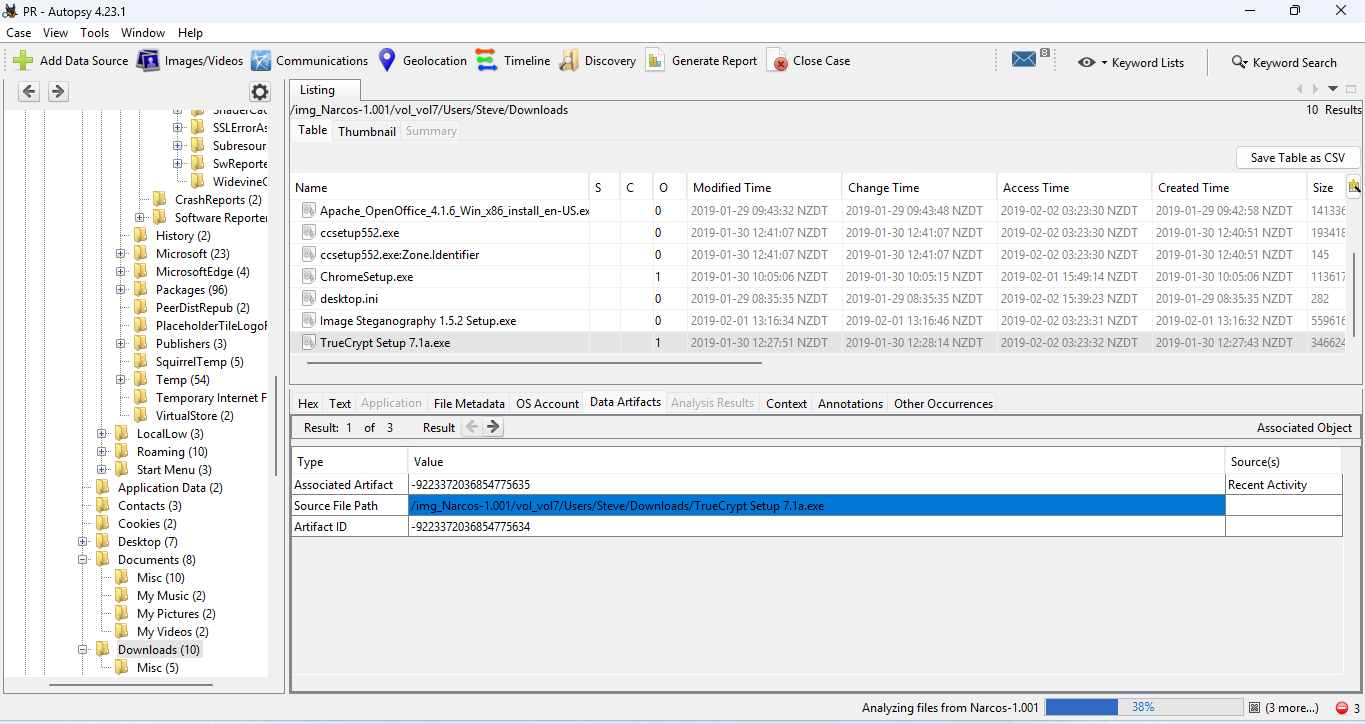 PR - Autopsy 4.23.1
Case View Tools Window Help
Add Data Source Images/Videos Communications Geolocation Timeline Discovery Generate Report Close Case 8 Keyword Lists Keyword Search
SSLErrorAs
Subresour
SwReporte
WidevineC
CrashReports (2)
Software Reporter
History (2)
Microsoft (23)
MicrosoftEdge (4)
Packages (96)
PeerDistRepub (2)
PlaceholderTileLogoF
Publishers (3)
SquirrelTemp (5)
Temp (54)
Temporary Internet F
VirtualStore (2)
LocalLow (3)
Roaming (10)
Start Menu (3)
Application Data (2)
Contacts (3)
Cookies (2)
Desktop (7)
Documents (8)
Misc (10)
My Music (2)
My Pictures (2)
My Videos (2)
Downloads (10)
Misc (5)
Listing
/img_Narcos-1.001/vol_vol7/Users/Steve/Downloads 10 Results
Table Thumbnail Summary
Save Table as CSV
Name S C O Modified Time Change Time Access Time Created Time Size
Apache_OpenOffice_4.1.6_Win_x86_install_en-US.ex 0 2019-01-29 09:43:32 NZDT 2019-01-29 09:43:48 NZDT 2019-02-02 03:23:30 NZDT 2019-01-29 09:42:58 NZDT 141336
ccsetup552.exe 0 2019-01-30 12:41:07 NZDT 2019-01-30 12:41:07 NZDT 2019-02-02 03:23:30 NZDT 2019-01-30 12:40:51 NZDT 193418
ccsetup552.exe:Zone.Identifier 0 2019-01-30 12:41:07 NZDT 2019-01-30 12:41:07 NZDT 2019-02-02 03:23:30 NZDT 2019-01-30 12:40:51 NZDT 145
ChromeSetup.exe 1 2019-01-30 10:05:06 NZDT 2019-01-30 10:05:15 NZDT 2019-02-01 15:49:14 NZDT 2019-01-30 10:05:06 NZDT 113617
desktop.ini 0 2019-01-29 08:35:35 NZDT 2019-01-29 08:35:35 NZDT 2019-02-02 15:39:23 NZDT 2019-01-29 08:35:35 NZDT 282
Image Steganography 1.5.2 Setup.exe 0 2019-02-01 13:16:34 NZDT 2019-02-01 13:16:46 NZDT 2019-02-02 03:23:31 NZDT 2019-02-01 13:16:32 NZDT 559616
TrueCrypt Setup 7.1a.exe 1 2019-01-30 12:27:51 NZDT 2019-01-30 12:28:14 NZDT 2019-02-02 03:23:32 NZDT 2019-01-30 12:27:43 NZDT 346624
Hex Text Application File Metadata OS Account Data Artifacts Analysis Results Context Annotations Other Occurrences
Result: 1 of 3 Result Associated Object
Type Value Source(s)
Associated Artifact -9223372036854775635 Recent Activity
Source File Path /img_Narcos-1.001/vol_vol7/Users/Steve/Downloads/TrueCrypt Setup 7.1a.exe
Artifact ID -9223372036854775634
Analyzing files from Narcos-1.001 38% (3 more...) 3